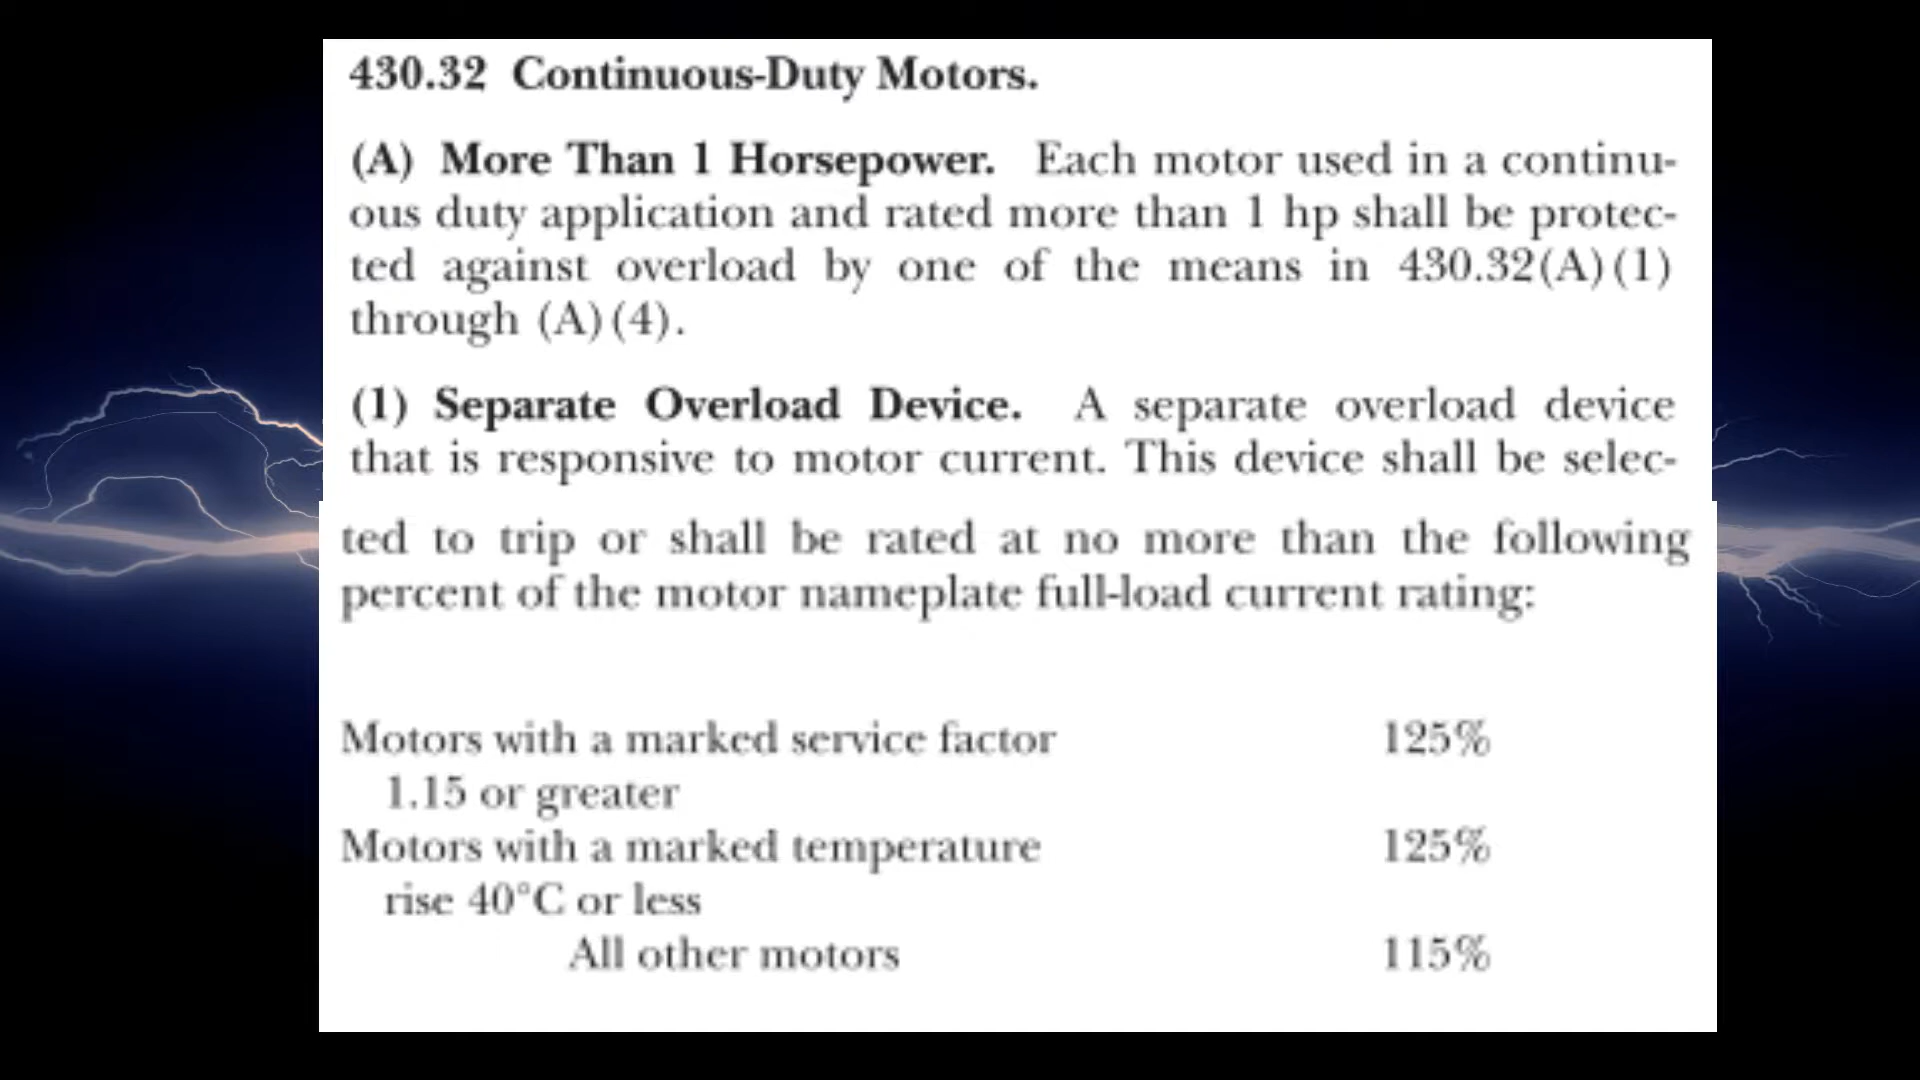 430.32 Continuous-Duty Motors.
(A) More Than 1 Horsepower. Each motor used in a continu-
ous duty application and rated more than 1 hp shall be protec-
ted against overload by one of the means in 430.32(A)(1)
through (A)(4).
(1) Separate Overload Device. A separate overload device
that is responsive to motor current. This device shall be selec-
ted to trip or shall be rated at no more than the following
percent of the motor nameplate full-load current rating:
Motors with a marked service factor 125%
1.15 or greater
Motors with a marked temperature 125%
rise 40°C or less
All other motors 115%